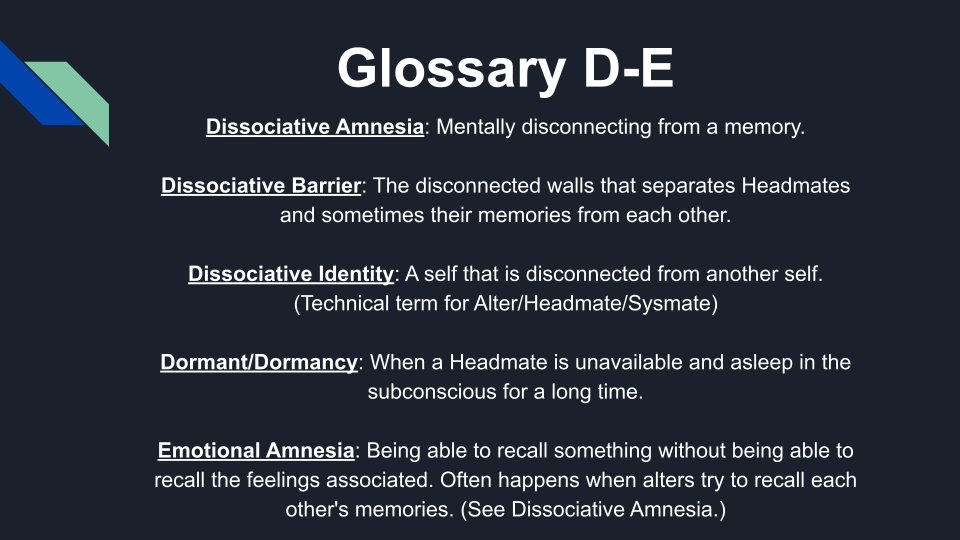 Glossary D-E
Dissociative Amnesia: Mentally disconnecting from a memory.
Dissociative Barrier: The disconnected walls that separates Headmates
and sometimes their memories from each other.
Dissociative Identity: A self that is disconnected from another self.
(Technical term for Alter/Headmate/Sysmate)
Dormant/Dormancy: When a Headmate is unavailable and asleep in the
subconscious for a long time.
Emotional Amnesia: Being able to recall something without being able to
recall the feelings associated. Often happens when alters try to recall each
other's memories. (See Dissociative Amnesia.)